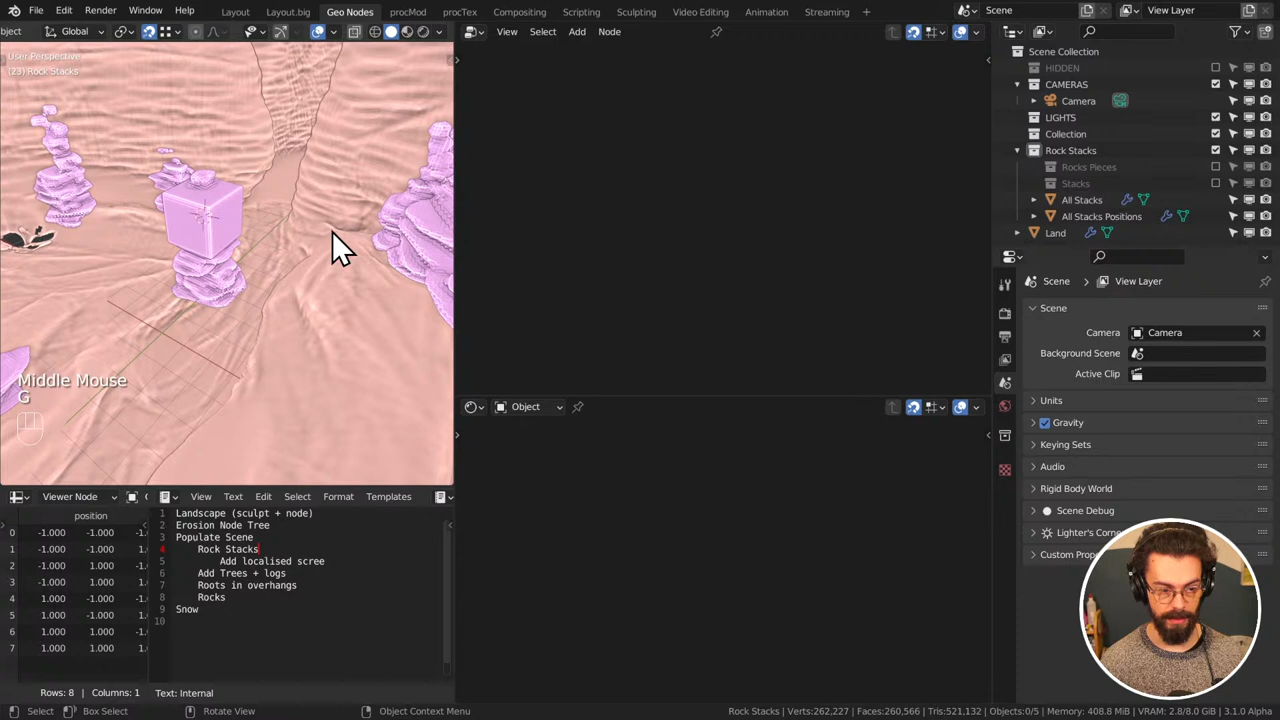 File Edit Render Window Help Layout Layout.big Geo Nodes procMod procTex Compositing Scripting Sculpting Video Editing Animation Streaming + Scene View Layer
bject Global
View Select Add Node
User Perspective
(23) Rock Stacks
Middle Mouse
G
Object
Scene Collection
HIDDEN
CAMERAS
Camera
LIGHTS
Collection
Rock Stacks
Rocks Pieces
Stacks
All Stacks
All Stacks Positions
Land
Scene View Layer
Scene
Camera Camera
Background Scene
Active Clip
Units
Gravity
Keying Sets
Audio
Rigid Body World
Scene Debug
Lighter's Corn
Custom Prop
Viewer Node
position
0 -1.000 -1.000 -1.
1 -1.000 -1.000 1.
2 -1.000 1.000 -1.
3 -1.000 1.000 1.
4 1.000 -1.000 -1.
5 1.000 -1.000 1.
6 1.000 1.000 -1.
7 1.000 1.000 1.
Rows: 8 | Columns: 1
View Text Edit Select Format Templates
1 Landscape (sculpt + node)
2 Erosion Node Tree
3 Populate Scene
4 Rock Stacks
5 Add localised scree
6 Add Trees + logs
7 Roots in overhangs
8 Rocks
9 Snow
10
Text: Internal
Select Box Select Rotate View Object Context Menu
Rock Stacks | Verts:262,227 | Faces:260,566 | Tris:521,132 | Objects:0/5 | Memory: 408.8 MiB | VRAM: 2.8/8.0 GiB | 3.1.0 Alpha